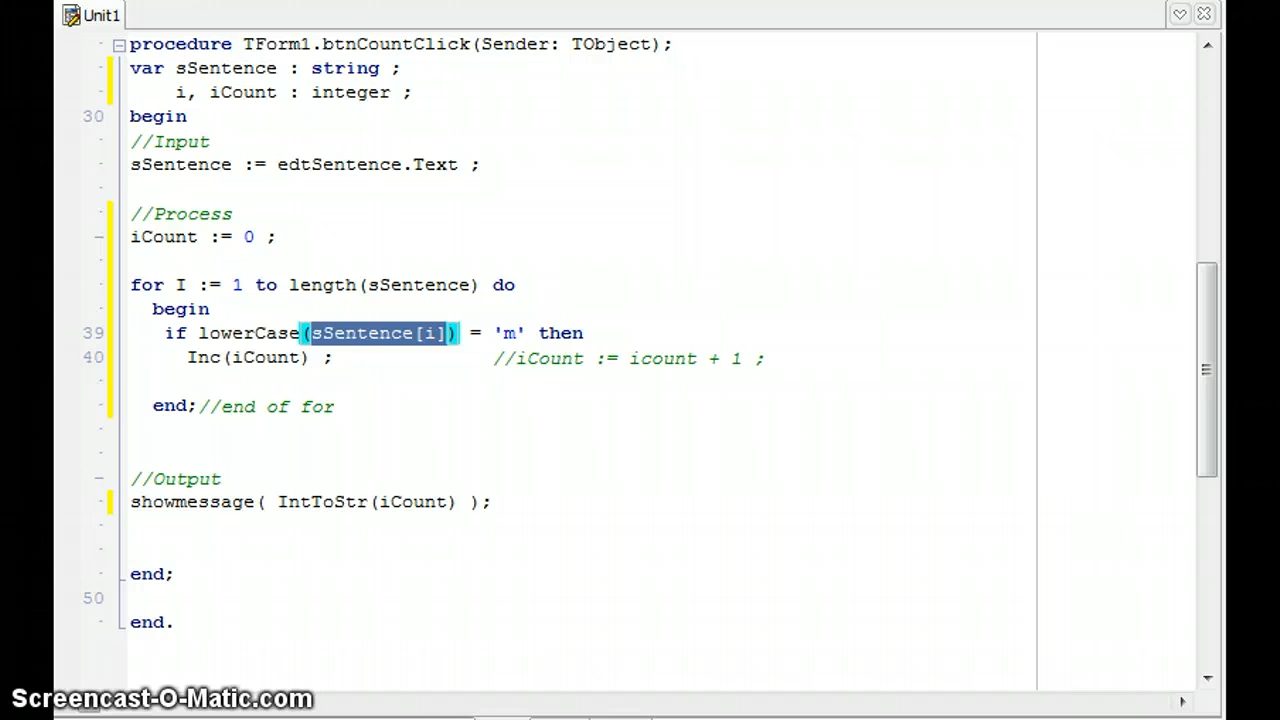 Unit1
procedure TForm1.btnCountClick(Sender: TObject);
var sSentence : string ;
i, iCount : integer ;
30 begin
//Input
sSentence := edtSentence.Text ;
//Process
iCount := 0 ;
for I := 1 to length(sSentence) do
begin
39 if lowerCase(sSentence[i]) = 'm' then
40 Inc(iCount) ; //iCount := icount + 1 ;
end;//end of for
//Output
showmessage( IntToStr(iCount) );
end;
50
end.
Screencast-O-Matic.com